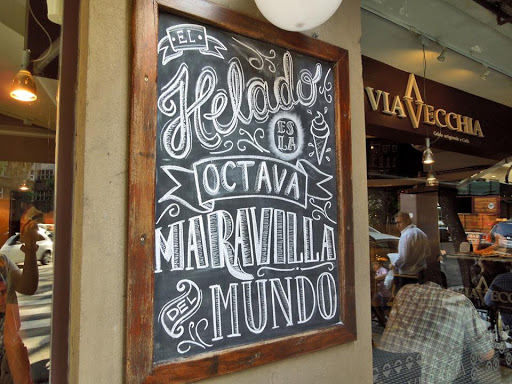 EL
Helado
ES
LA
OCTAVA
MARAVILLA
DEL
MUNDO
VIA VECCHIA